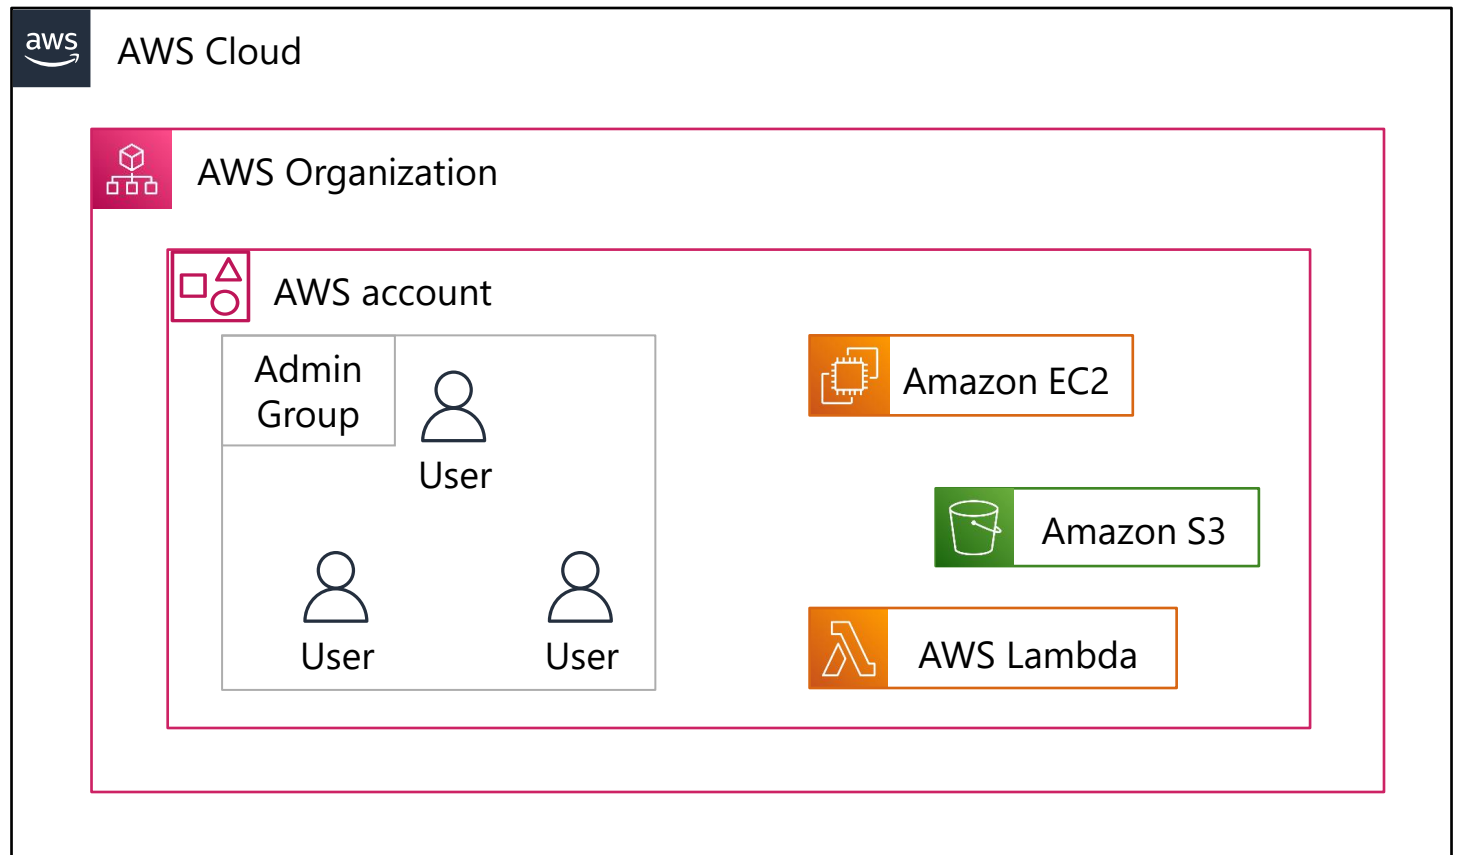 aws
AWS Cloud
AWS Organization
AWS account
Admin
Group
User
User
User
Amazon EC2
Amazon S3
AWS Lambda